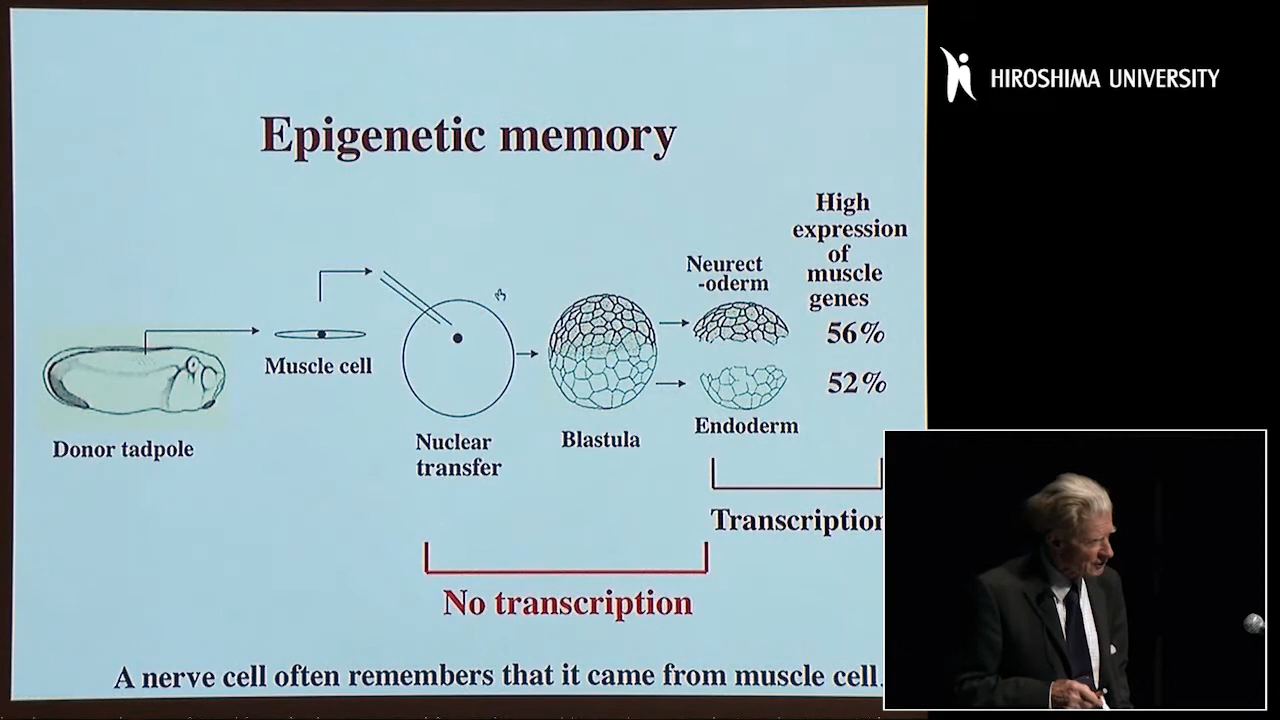 HIROSHIMA UNIVERSITY
Epigenetic memory
High
expression
of
muscle
genes
Neurect
-oderm
56%
Muscle cell
52%
Donor tadpole
Nuclear
transfer
Blastula
Endoderm
Transcription
No transcription
A nerve cell often remembers that it came from muscle cell.